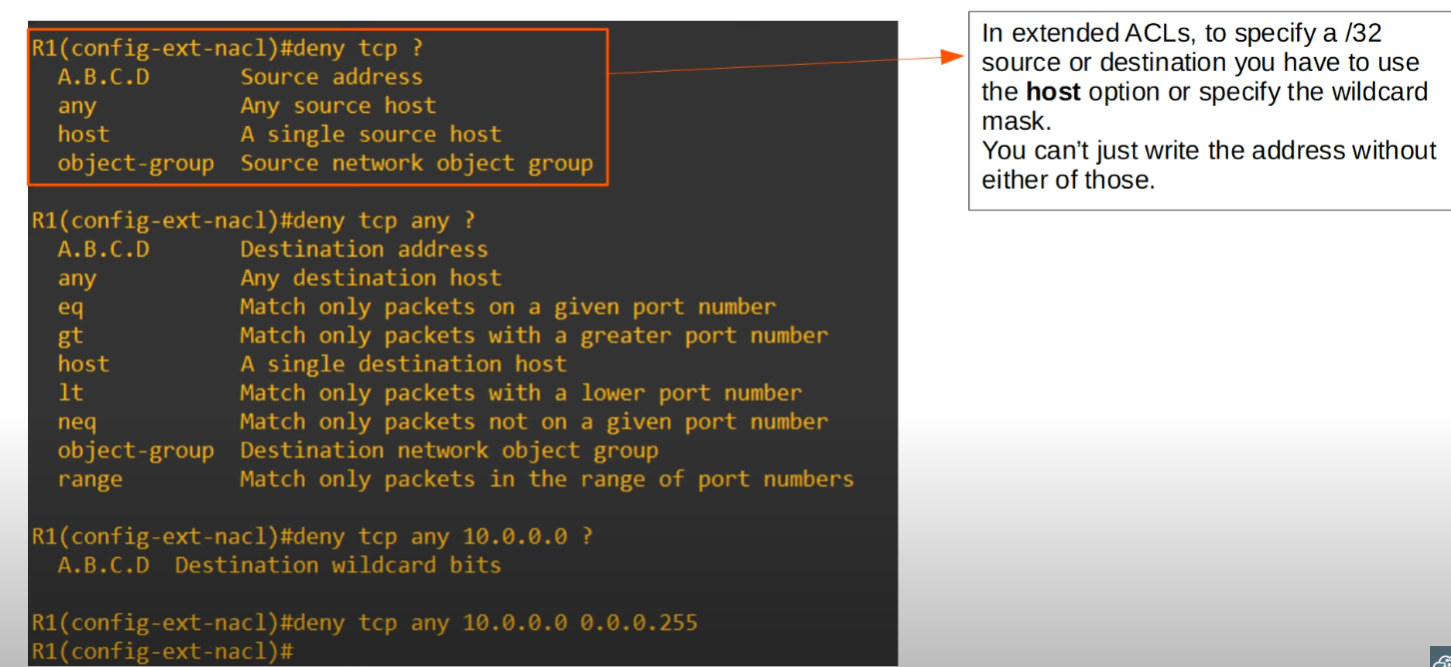 R1(config-ext-nacl)#deny tcp ?
A.B.C.D Source address
any Any source host
host A single source host
object-group Source network object group
R1(config-ext-nacl)#deny tcp any ?
A.B.C.D Destination address
any Any destination host
eq Match only packets on a given port number
gt Match only packets with a greater port number
host A single destination host
lt Match only packets with a lower port number
neq Match only packets not on a given port number
object-group Destination network object group
range Match only packets in the range of port numbers
R1(config-ext-nacl)#deny tcp any 10.0.0.0 ?
A.B.C.D Destination wildcard bits
R1(config-ext-nacl)#deny tcp any 10.0.0.0 0.0.0.255
R1(config-ext-nacl)#
In extended ACLs, to specify a /32
source or destination you have to use
the host option or specify the wildcard
mask.
You can’t just write the address without
either of those.